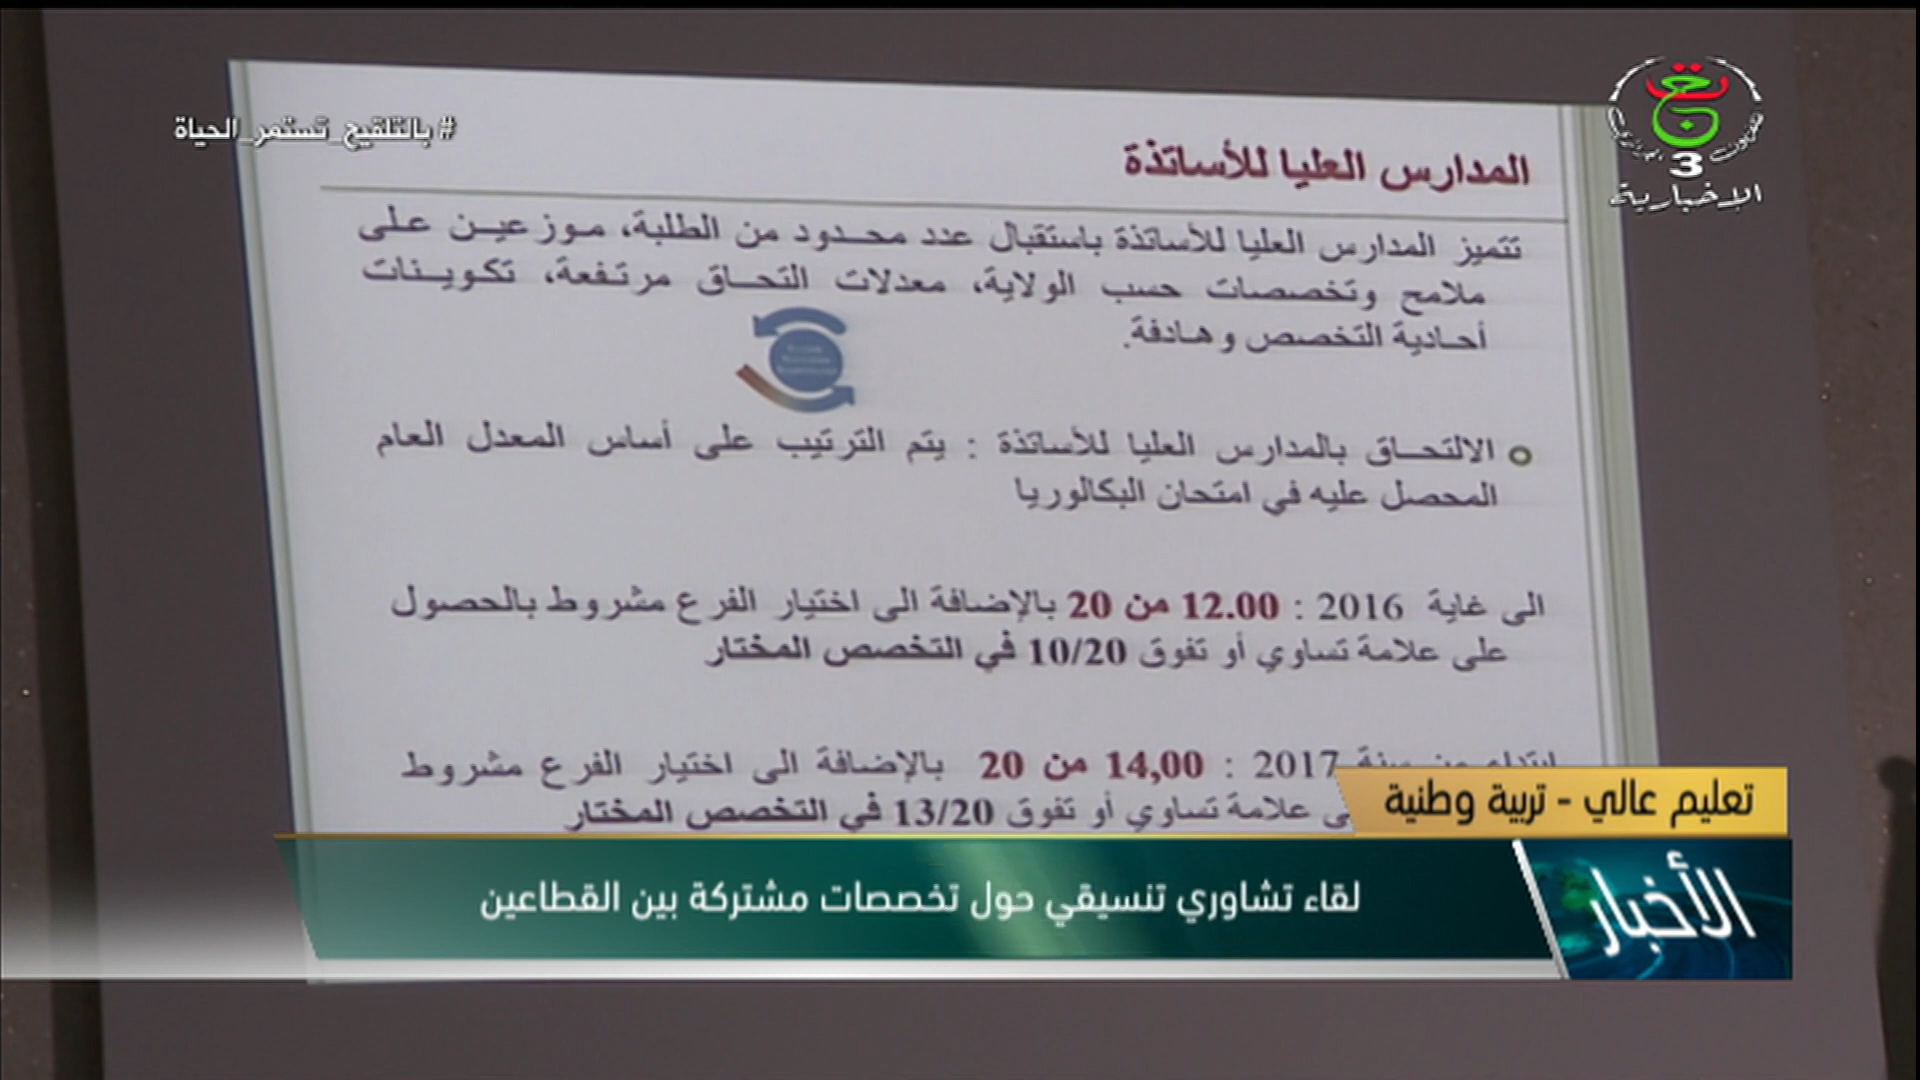 #بالتلقيح_تستمر_الحياة
3
الإخبارية
المدارس العليا للأساتذة
تتميز المدارس العليا للأساتذة باستقبال عدد محدود من الطلبة، موزعين على
ملامح وتخصصات حسب الولاية، معدلات التحاق مرتفعة، تكوينات
أحادية التخصص وهادفة.
الالتحاق بالمدارس العليا للأساتذة : يتم الترتيب على أساس المعدل العام
المحصل عليه في امتحان البكالوريا
الى غاية 2016 : 12.00 من 20 بالإضافة الى اختيار الفرع مشروط بالحصول
على علامة تساوي أو تفوق 10/20 في التخصص المختار
2017 : 14,00 من 20 بالإضافة الى اختيار الفرع مشروط
علامة تساوي أو تفوق 13/20 في التخصص المختار
تعليم عالي - تربية وطنية
لقاء تشاوري تنسيقي حول تخصصات مشتركة بين القطاعين
الأخبار